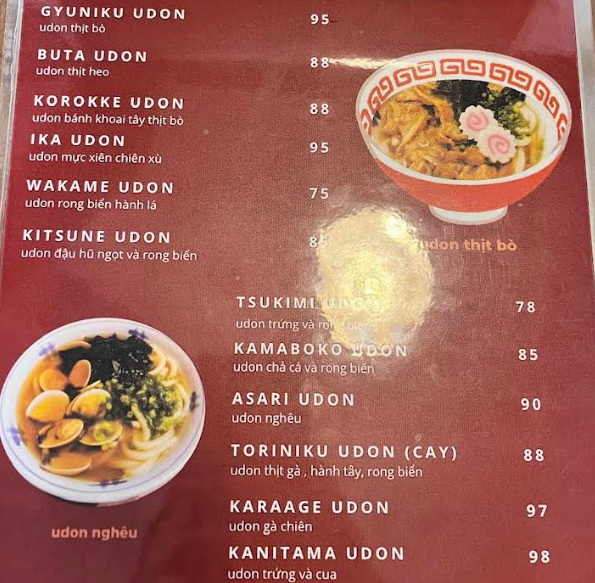 GYUNIKU UDON 95
udon thịt bò
BUTA UDON 88
udon thịt heo
KOROKKE UDON 88
udon bánh khoai tây thịt bò
IKA UDON 95
udon mực xiên chiên xù
WAKAME UDON 75
udon rong biển hành lá
KITSUNE UDON
udon đậu hũ ngọt và rong biển
udon thịt bò
TSUKIMI UDON 78
udon trứng và rong biển
KAMABOKO UDON 85
udon chả cá và rong biển
ASARI UDON 90
udon nghêu
TORINIKU UDON (CAY) 88
udon thịt gà , hành tây, rong biển
KARAAGE UDON 97
udon gà chiên
KANITAMA UDON 98
udon trứng và cua
udon nghêu